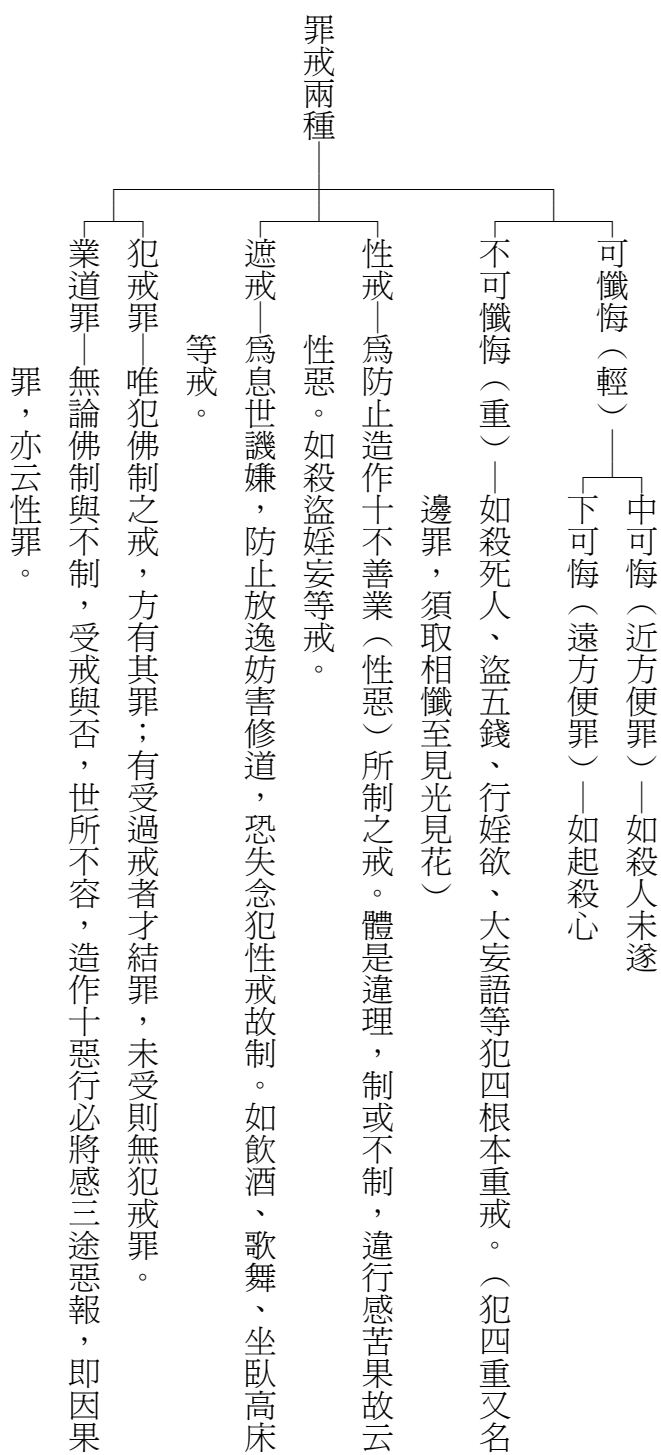 罪戒兩種
可懺悔（輕）
中可悔（近方便罪）—如殺人未遂
下可悔（遠方便罪）—如起殺心
不可懺悔（重）—如殺死人、盜五錢、行婬欲、大妄語等犯四根本重戒。（犯四重又名
邊罪，須取相懺至見光見花）
性戒—為防止造作十不善業（性惡）所制之戒。體是違理，制或不制，違行感苦果故云
性惡。如殺盜婬妄等戒。
遮戒—為息世譏嫌，防止放逸妨害修道，恐失念犯性戒故制。如飲酒、歌舞、坐臥高床
等戒。
犯戒罪—唯犯佛制之戒，方有其罪；有受過戒者才結罪，未受則無犯戒罪。
業道罪—無論佛制與不制，受戒與否，世所不容，造作十惡行必將感三途惡報，即因果
罪，亦云性罪。